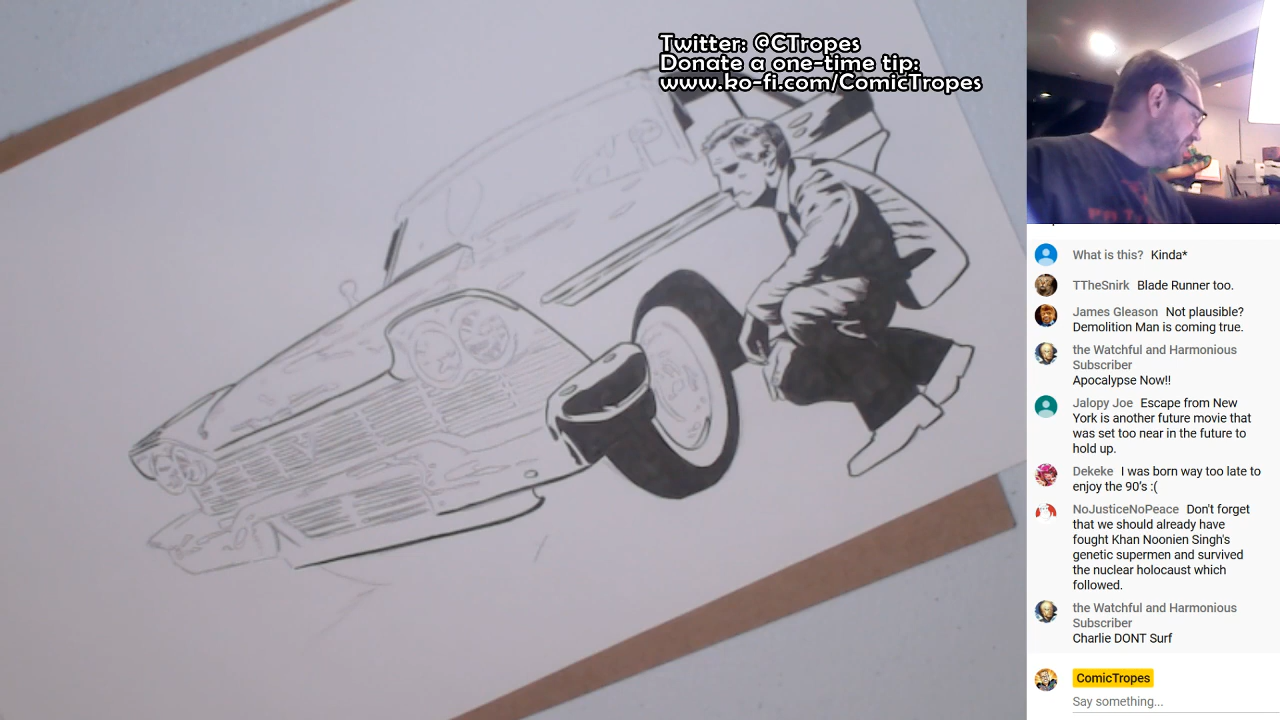 Twitter: @CTropes
Donate a one-time tip:
www.ko-fi.com/ComicTropes
What is this? Kinda*
TTheSnirk Blade Runner too.
James Gleason Not plausible?
Demolition Man is coming true.
the Watchful and Harmonious
Subscriber
Apocalypse Now!!
Jalopy Joe Escape from New
York is another future movie that
was set too near in the future to
hold up.
Dekeke I was born way too late to
enjoy the 90's :(
NoJusticeNoPeace Don't forget
that we should already have
fought Khan Noonien Singh's
genetic supermen and survived
the nuclear holocaust which
followed.
the Watchful and Harmonious
Subscriber
Charlie DONT Surf
ComicTropes
Say something...